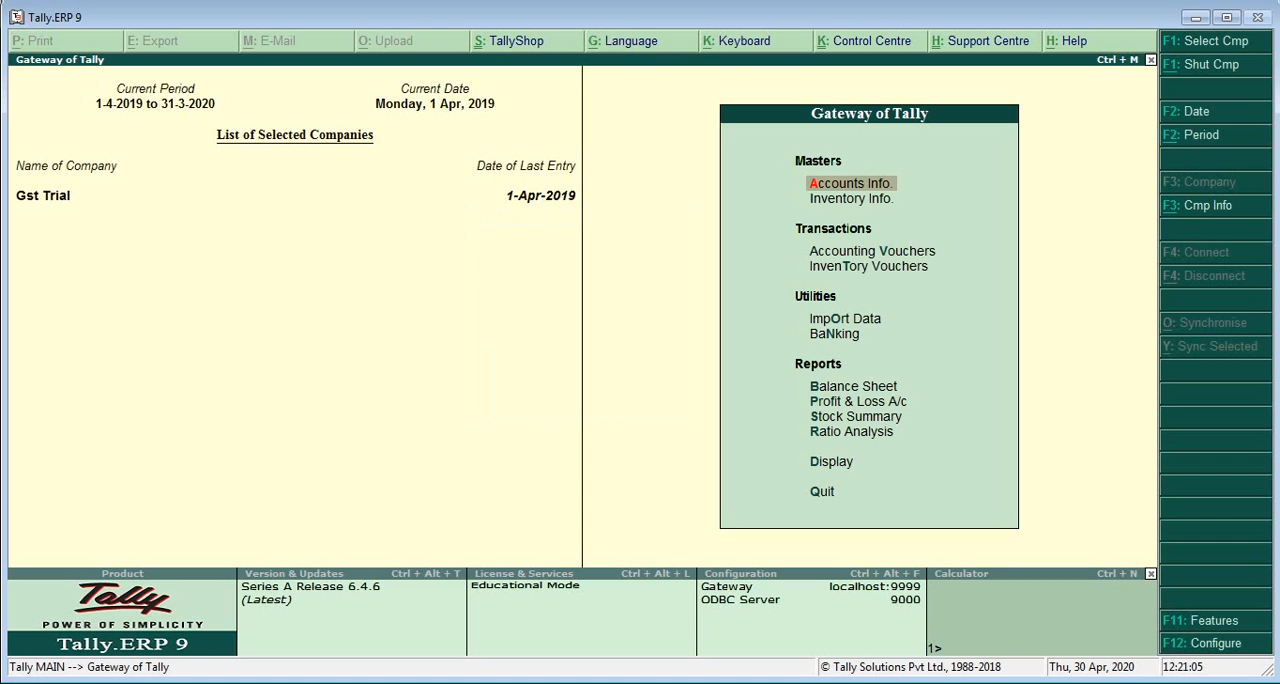 Tally.ERP 9
P: Print E: Export M: E-Mail O: Upload S: TallyShop G: Language K: Keyboard K: Control Centre H: Support Centre H: Help
Gateway of Tally Ctrl + M
Current Period Current Date
1-4-2019 to 31-3-2020 Monday, 1 Apr, 2019
List of Selected Companies
Name of Company Date of Last Entry
Gst Trial 1-Apr-2019
Gateway of Tally
Masters
Accounts Info.
Inventory Info.
Transactions
Accounting Vouchers
InvenTory Vouchers
Utilities
ImpOrt Data
BaNking
Reports
Balance Sheet
Profit & Loss A/c
Stock Summary
Ratio Analysis
Display
Quit
F1: Select Cmp
F1: Shut Cmp
F2: Date
F2: Period
F3: Company
F3: Cmp Info
F4: Connect
F4: Disconnect
O: Synchronise
Y: Sync Selected
F11: Features
F12: Configure
Product
Tally
POWER OF SIMPLICITY
Tally.ERP 9
Version & Updates Ctrl + Alt + T
Series A Release 6.4.6
(Latest)
License & Services Ctrl + Alt + L
Educational Mode
Configuration Ctrl + Alt + F
Gateway localhost:9999
ODBC Server 9000
Calculator Ctrl + N
1>
Tally MAIN --> Gateway of Tally © Tally Solutions Pvt Ltd., 1988-2018 Thu, 30 Apr, 2020 12:21:05